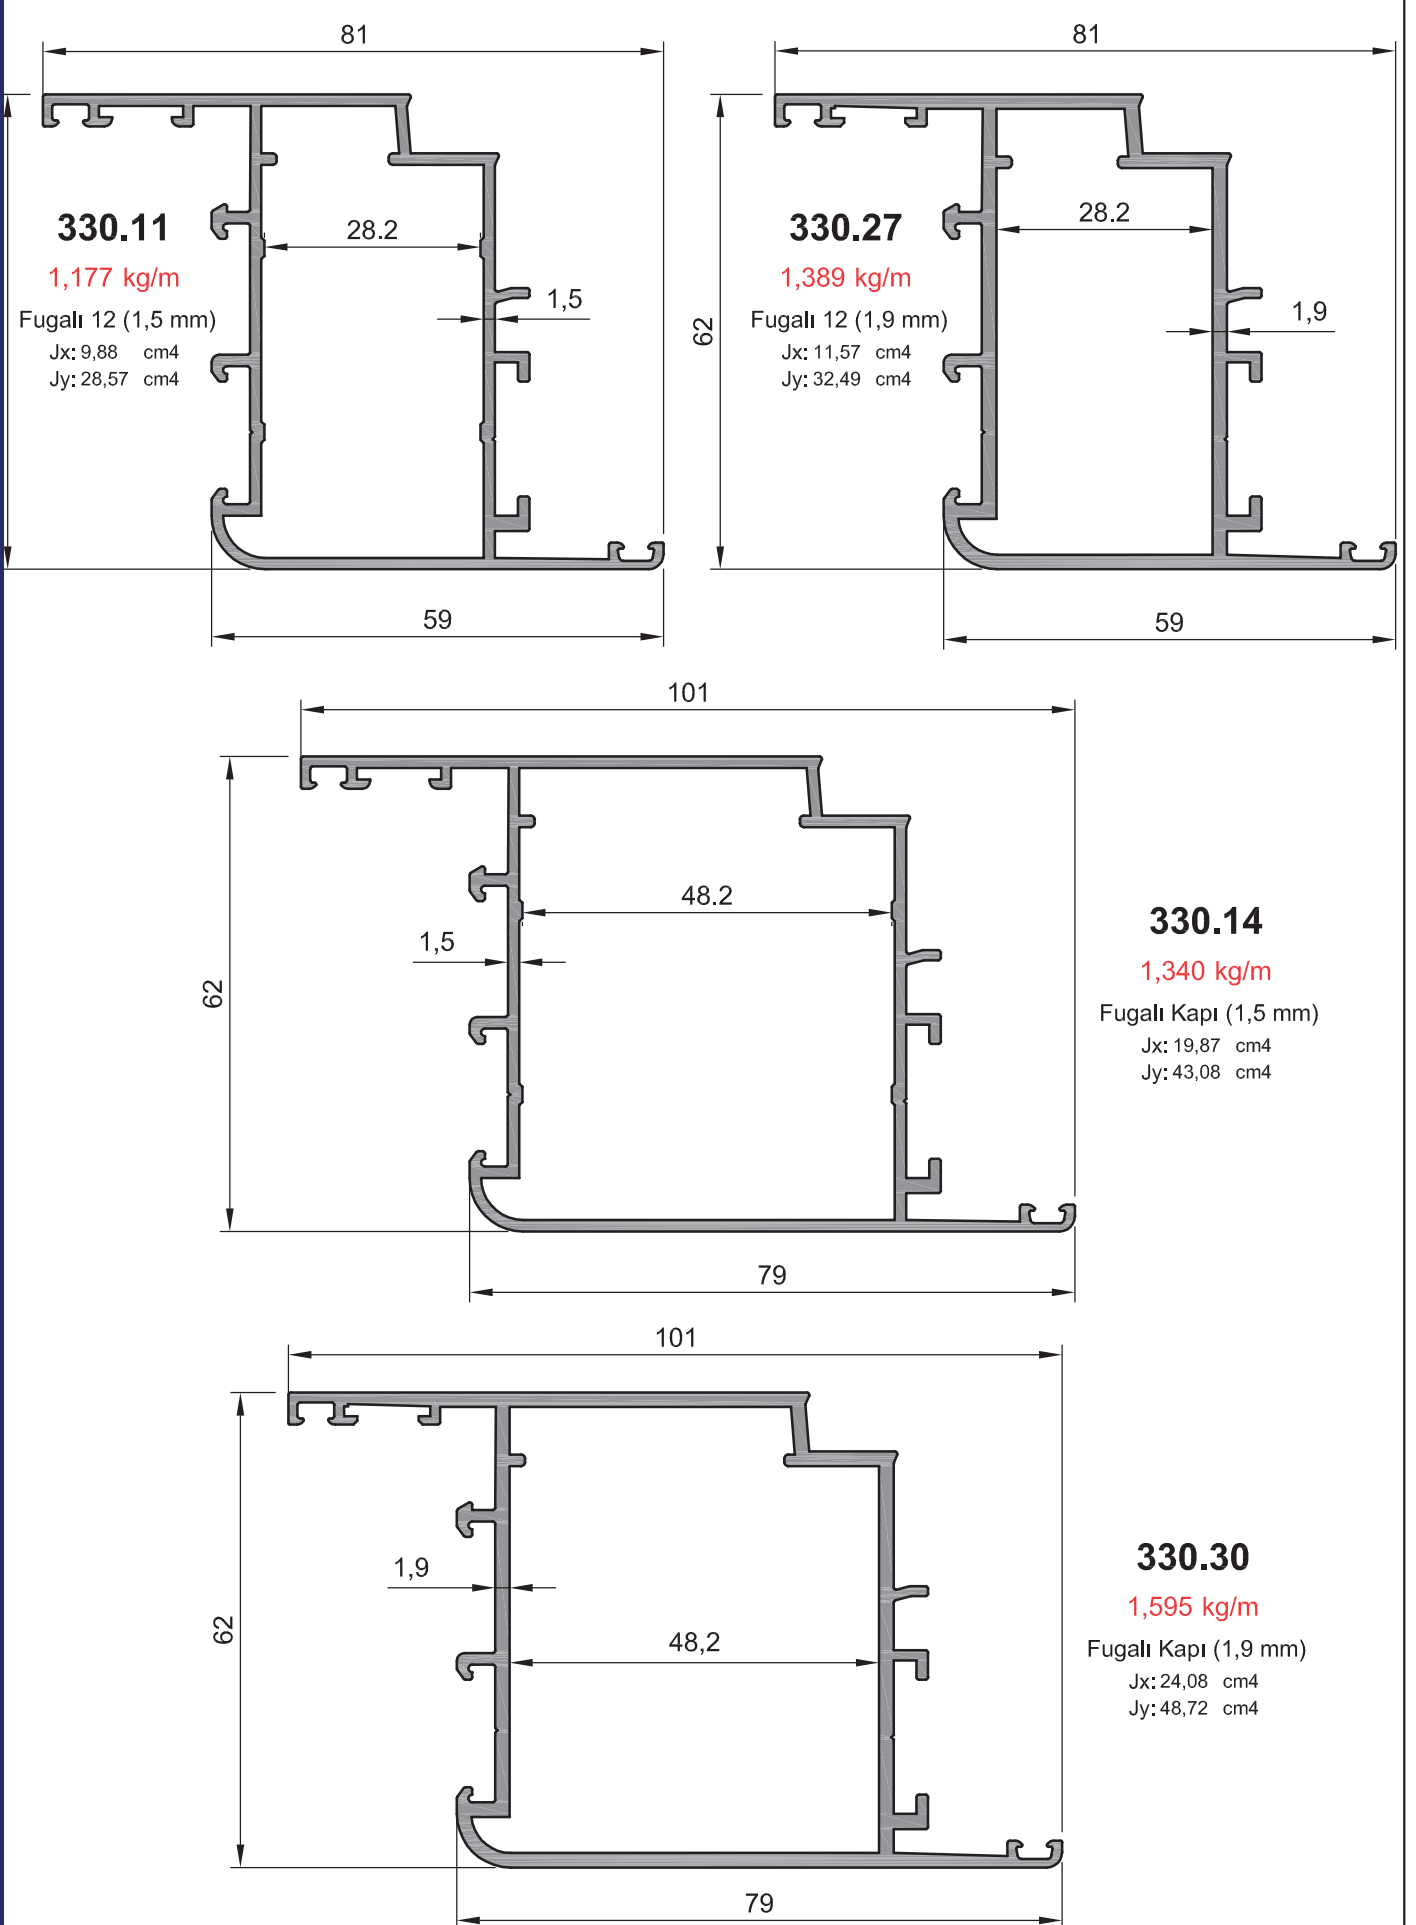 81
330.11
1,177 kg/m
Fugalı 12 (1,5 mm)
Jx: 9,88 cm4
Jy: 28,57 cm4
28.2
1,5
59
81
62
330.27
1,389 kg/m
Fugalı 12 (1,9 mm)
Jx: 11,57 cm4
Jy: 32,49 cm4
28.2
1,9
59
101
62
48.2
1,5
79
330.14
1,340 kg/m
Fugalı Kapı (1,5 mm)
Jx: 19,87 cm4
Jy: 43,08 cm4
101
62
1,9
48,2
79
330.30
1,595 kg/m
Fugalı Kapı (1,9 mm)
Jx: 24,08 cm4
Jy: 48,72 cm4